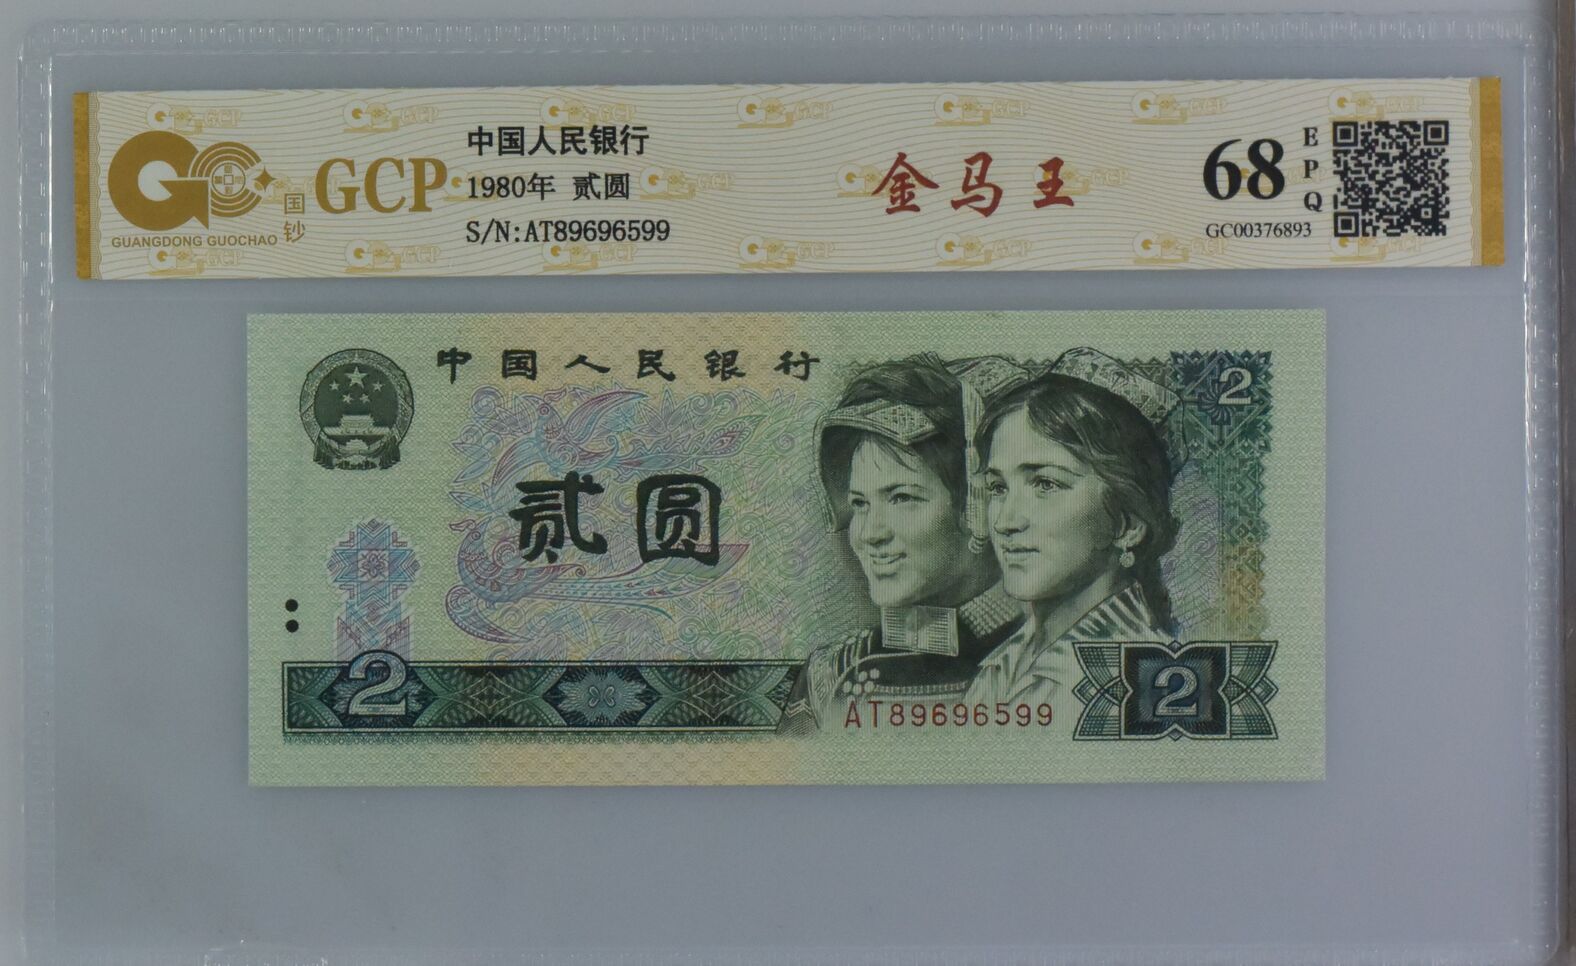 GCP
GUANGDONG GUOCHAO
国钞
中国人民银行
1980年 贰圆
S/N:AT89696599
金马王
68
EPQ
GC00376893
中国人民银行
2
贰圆
2
AT89696599
2